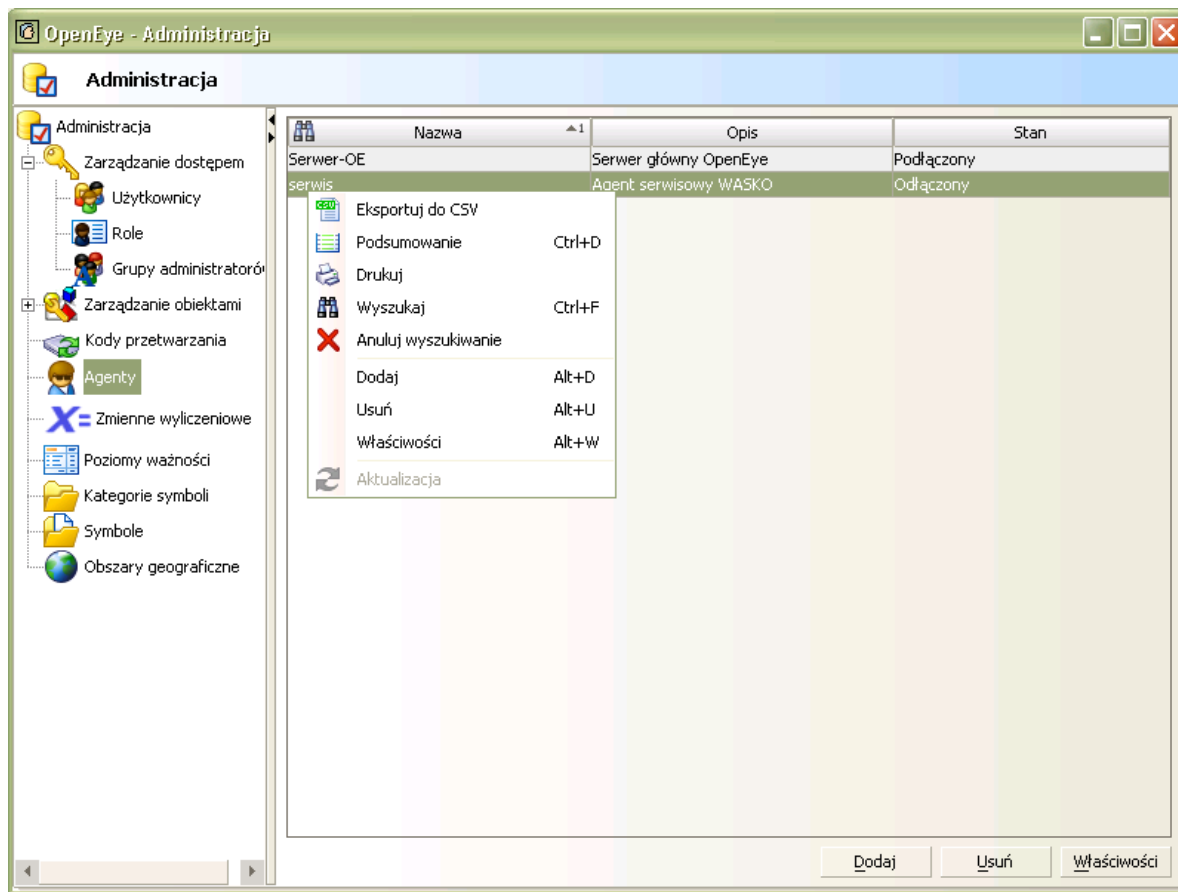 OpenEye - Administracja
Administracja
Administracja
Zarządzanie dostępem
Użytkownicy
Role
Grupy administratoró
Zarządzanie obiektami
Kody przetwarzania
Agenty
Zmienne wyliczeniowe
Poziomy ważności
Kategorie symboli
Symbole
Obszary geograficzne
Nazwa 1 Opis Stan
Serwer-OE Serwer główny OpenEye Podłączony
serwis Agent serwisowy WASKO Odłączony
CSV Eksportuj do CSV
Podsumowanie Ctrl+D
Drukuj
Wyszukaj Ctrl+F
Anuluj wyszukiwanie
Dodaj Alt+D
Usuń Alt+U
Właściwości Alt+W
Aktualizacja
Dodaj Usuń Właściwości